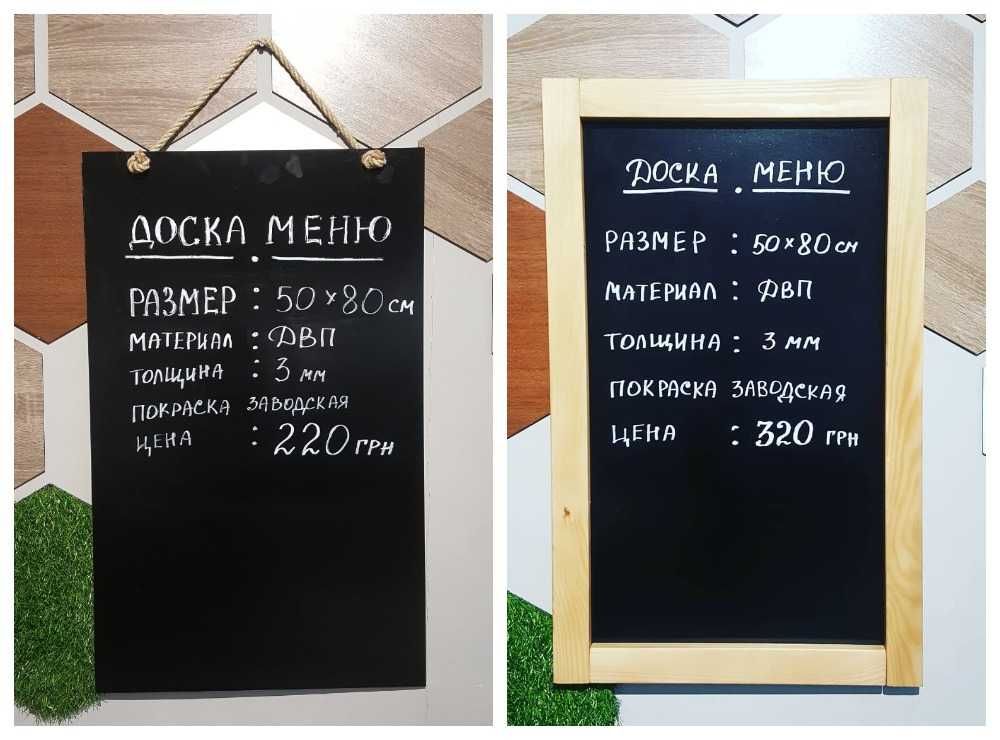 ДОСКА . МЕНЮ
РАЗМЕР : 50 × 80 см
МАТЕРИАЛ : ДВП
ТОЛЩИНА : 3 мм
ПОКРАСКА ЗАВОДСКАЯ
ЦЕНА : 220 ГРН
ДОСКА . МЕНЮ
РАЗМЕР : 50×80 см
МАТЕРИАЛ : ДВП
ТОЛЩИНА : 3 мм
ПОКРАСКА ЗАВОДСКАЯ
ЦЕНА : 320 ГРН